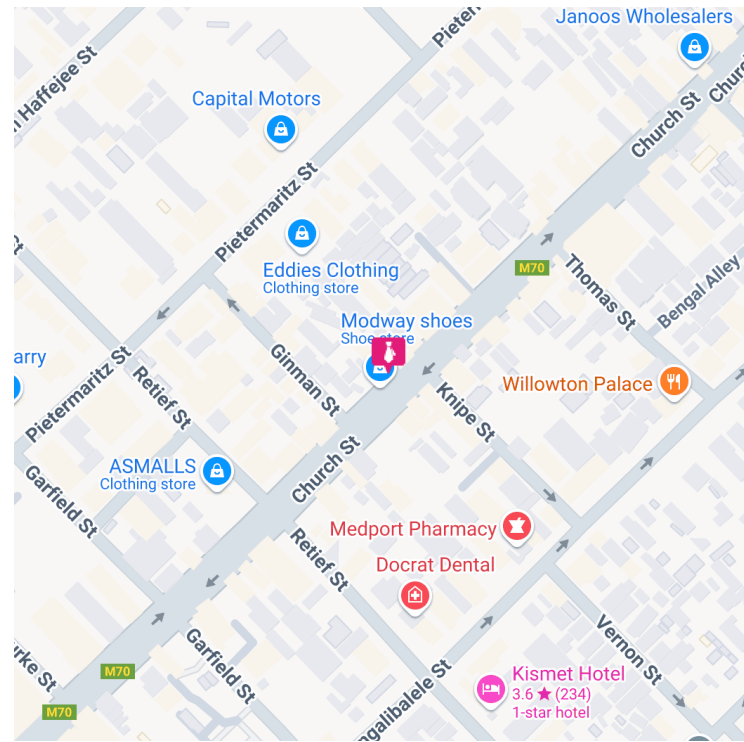 Janoos Wholesalers
Pieterm
Haffejee St
Capital Motors
Church St
Church
Pietermaritz St
Eddies Clothing
Clothing store
M70
Thomas St
Bengal Alley
Modway shoes
Shoe store
Ginman St
arry
Pietermaritz St
Retief St
Knipe St
Willowton Palace
Church St
ASMALLS
Clothing store
Garfield St
Medport Pharmacy
Retief St
Docrat Dental
Garfield St
Vernon St
urke St
M70
Kismet Hotel
3.6 ★ (234)
1-star hotel
ngalibalele St
M70